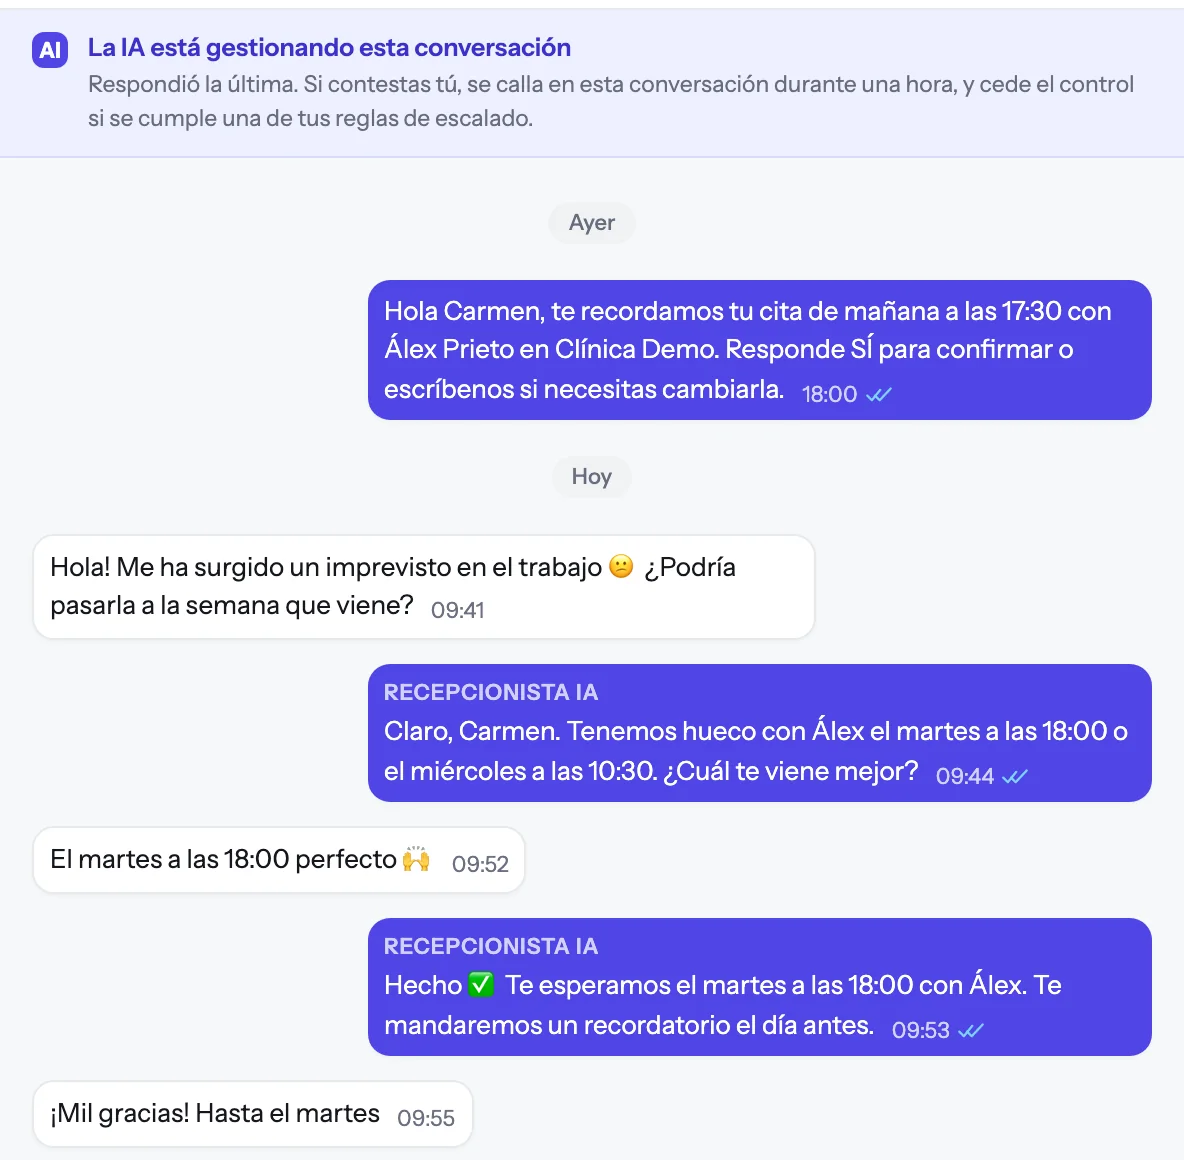 AI La IA está gestionando esta conversación
Respondió la última. Si contestas tú, se calla en esta conversación durante una hora, y cede el control
si se cumple una de tus reglas de escalado.
Ayer
Hola Carmen, te recordamos tu cita de mañana a las 17:30 con
Álex Prieto en Clínica Demo. Responde SÍ para confirmar o
escríbenos si necesitas cambiarla. 18:00
Hoy
Hola! Me ha surgido un imprevisto en el trabajo 😕 ¿Podría
pasarla a la semana que viene? 09:41
RECEPCIONISTA IA
Claro, Carmen. Tenemos hueco con Álex el martes a las 18:00 o
el miércoles a las 10:30. ¿Cuál te viene mejor? 09:44
El martes a las 18:00 perfecto 🙌 09:52
RECEPCIONISTA IA
Hecho ✅ Te esperamos el martes a las 18:00 con Álex. Te
mandaremos un recordatorio el día antes. 09:53
¡Mil gracias! Hasta el martes 09:55